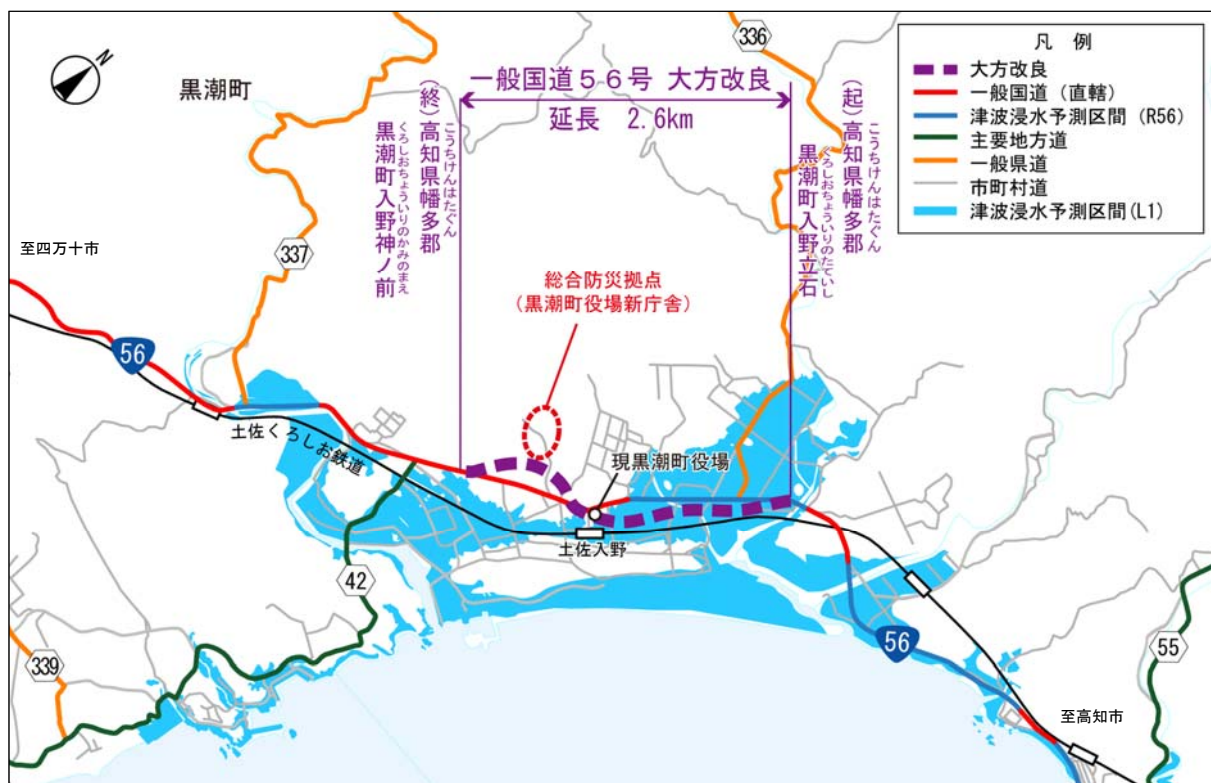 N
黒潮町
一般国道56号 大方改良
延長 2.6km
(終)高知県幡多郡
こうちけんはたぐん
黒潮町入野神ノ前
くろしおちょういりのかみのまえ
(起)高知県幡多郡
こうちけんはたぐん
黒潮町入野立石
くろしおちょういりのたていし
336
凡 例
大方改良
一般国道(直轄)
津波浸水予測区間(R56)
主要地方道
一般県道
市町村道
津波浸水予測区間(L1)
至四万十市
337
総合防災拠点
(黒潮町役場新庁舎)
56
土佐くろしお鉄道
現黒潮町役場
土佐入野
42
339
56
55
至高知市